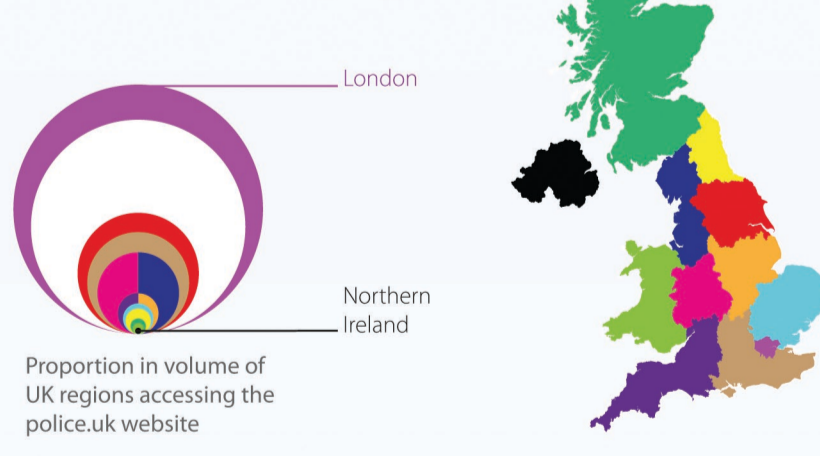 London
Northern
Ireland
Proportion in volume of
UK regions accessing the
police.uk website